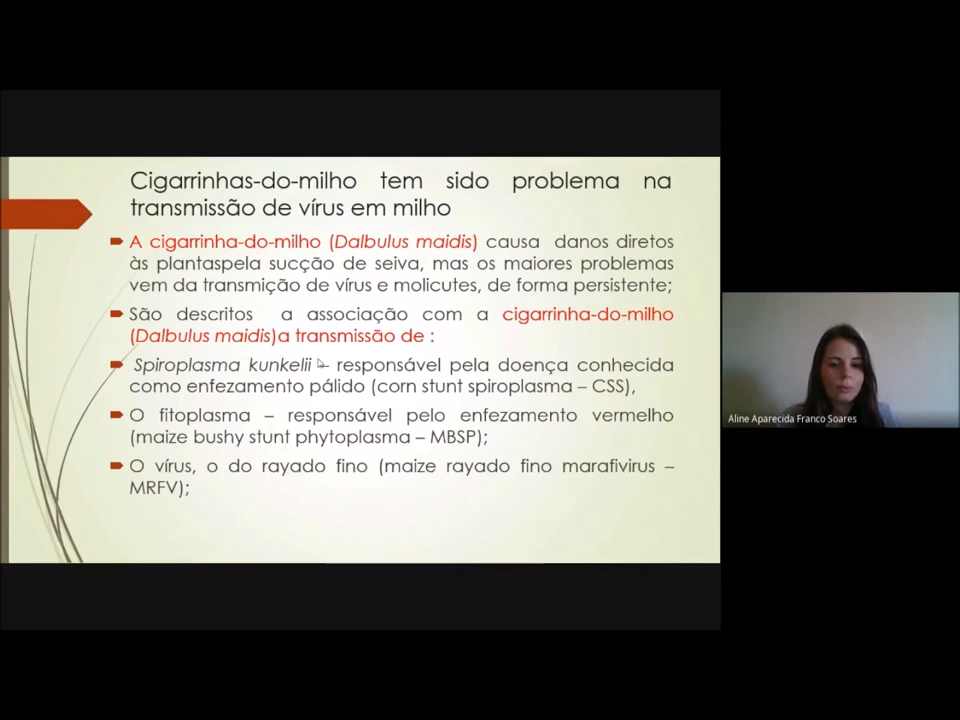 Cigarrinhas-do-milho tem sido problema na
transmissão de vírus em milho
A cigarrinha-do-milho (Dalbulus maidis) causa danos diretos
às plantaspela sucção de seiva, mas os maiores problemas
vem da transmição de vírus e molicutes, de forma persistente;
São descritos a associação com a cigarrinha-do-milho
(Dalbulus maidis)a transmissão de :
Spiroplasma kunkelii – responsável pela doença conhecida
como enfezamento pálido (corn stunt spiroplasma – CSS),
O fitoplasma – responsável pelo enfezamento vermelho
(maize bushy stunt phytoplasma – MBSP);
O vírus, o do rayado fino (maize rayado fino marafivirus –
MRFV);
Aline Aparecida Franco Soares